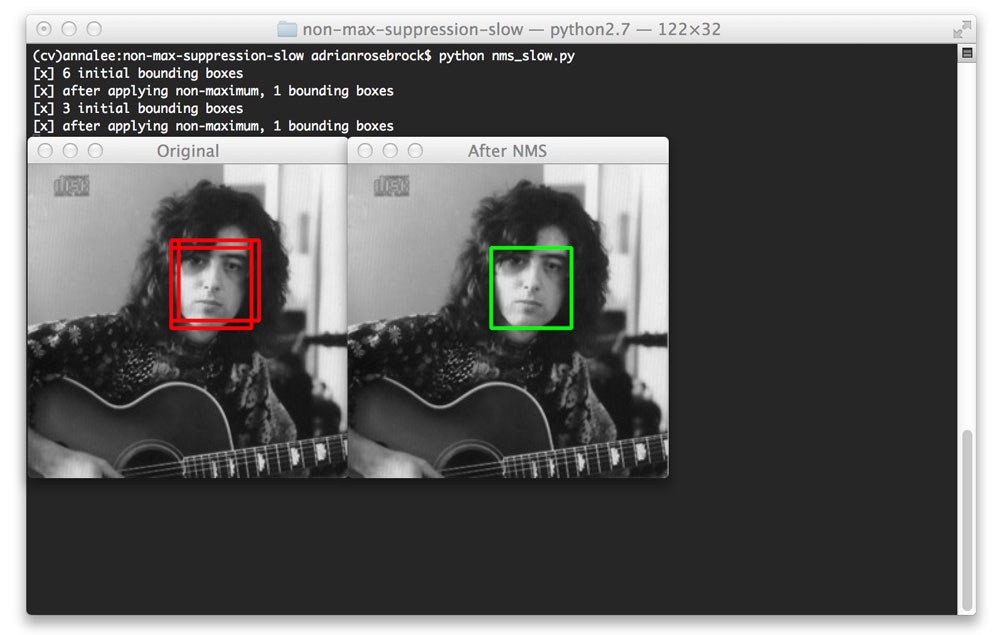 non-max-suppression-slow — python2.7 — 122×32
(cv)annalee:non-max-suppression-slow adrianrosebrock$ python nms_slow.py
[x] 6 initial bounding boxes
[x] after applying non-maximum, 1 bounding boxes
[x] 3 initial bounding boxes
[x] after applying non-maximum, 1 bounding boxes
Original
After NMS
disk
disk